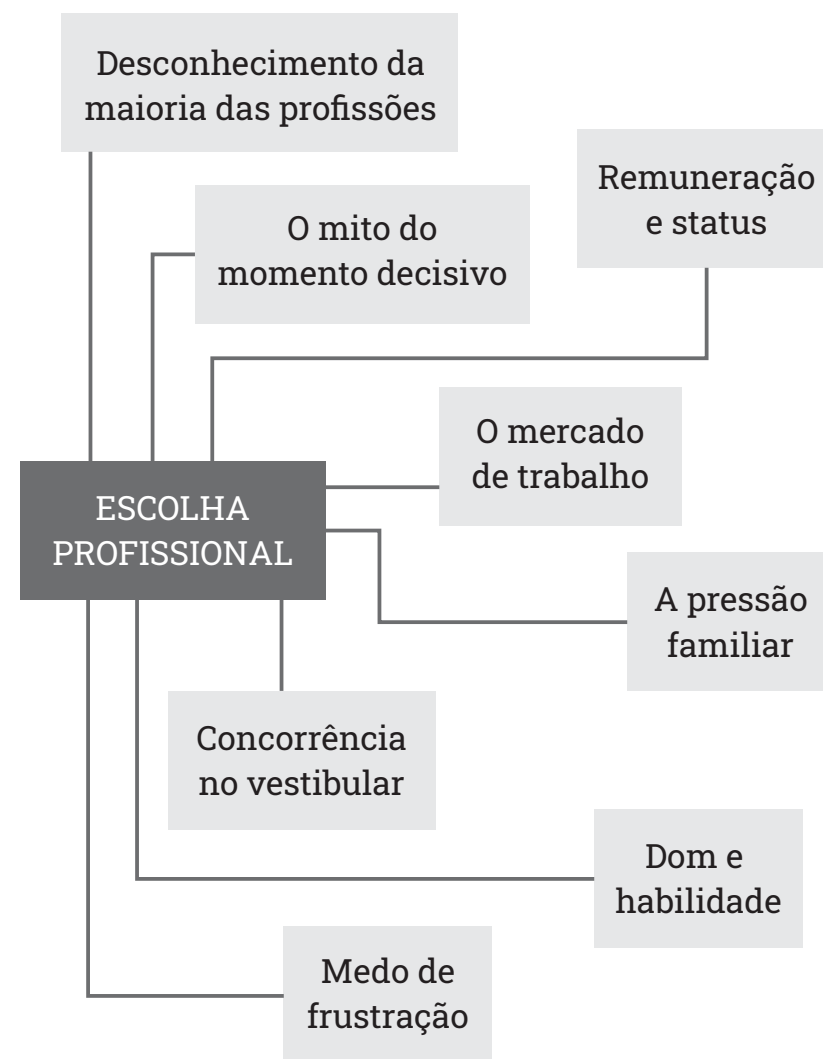 Desconhecimento da
maioria das profissões
Remuneração
e status
O mito do
momento decisivo
O mercado
de trabalho
ESCOLHA
PROFISSIONAL
A pressão
familiar
Concorrência
no vestibular
Dom e
habilidade
Medo de
frustração